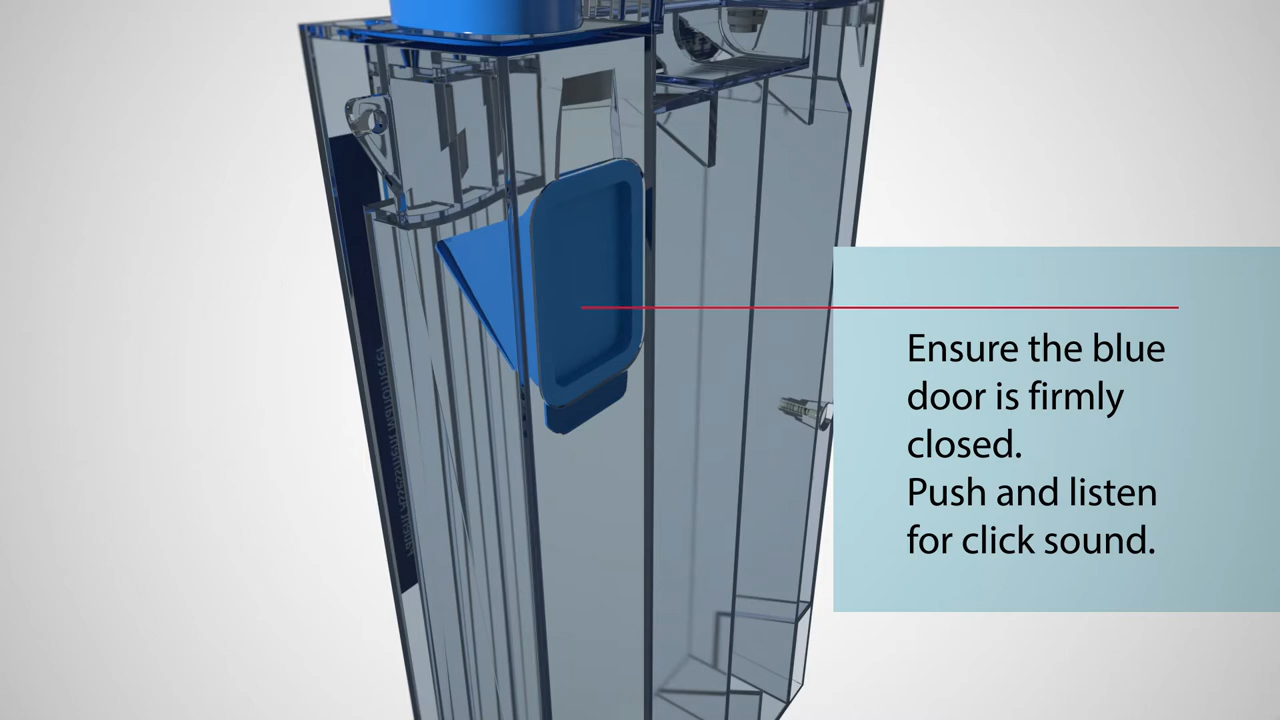 Ensure the blue
door is firmly
closed.
Push and listen
for click sound.